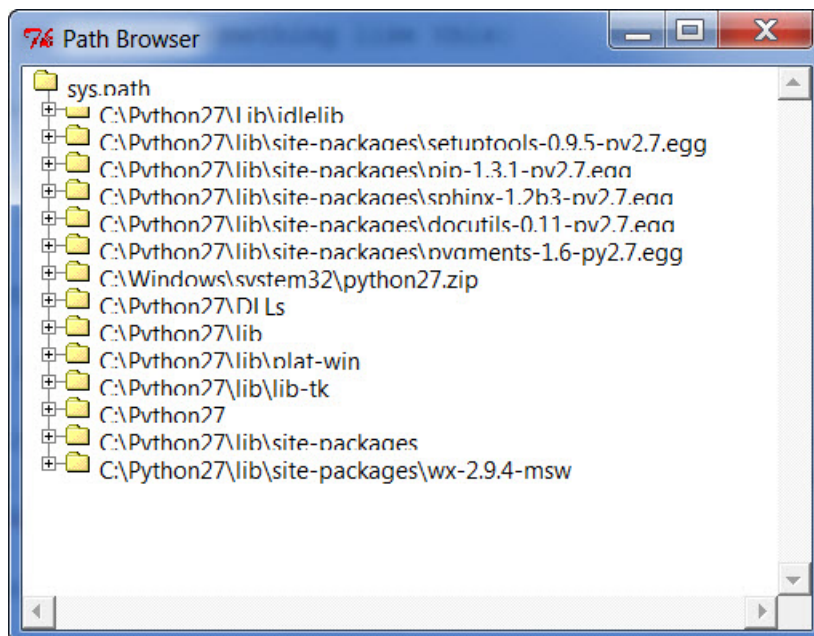 Path Browser
sys.path
C:\Python27\Lib\idlelib
C:\Python27\lib\site-packages\setuptools-0.9.5-py2.7.egg
C:\Python27\lib\site-packages\pip-1.3.1-py2.7.egg
C:\Python27\lib\site-packages\sphinx-1.2b3-py2.7.egg
C:\Python27\lib\site-packages\docutils-0.11-py2.7.egg
C:\Python27\lib\site-packages\pygments-1.6-py2.7.egg
C:\Windows\system32\python27.zip
C:\Python27\DLLs
C:\Python27\lib
C:\Python27\lib\plat-win
C:\Python27\lib\lib-tk
C:\Python27
C:\Python27\lib\site-packages
C:\Python27\lib\site-packages\wx-2.9.4-msw